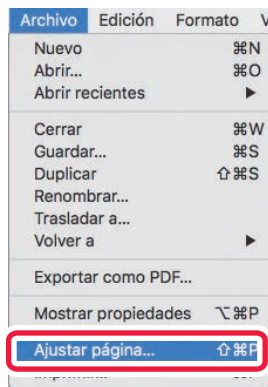 Archivo Edición Formato V
Nuevo ⌘N
Abrir... ⌘O
Abrir recientes ▶
Cerrar ⌘W
Guardar... ⌘S
Duplicar ⇧⌘S
Renombrar...
Trasladar a...
Volver a ▶
Exportar como PDF...
Mostrar propiedades ⌥⌘P
Ajustar página... ⇧⌘P